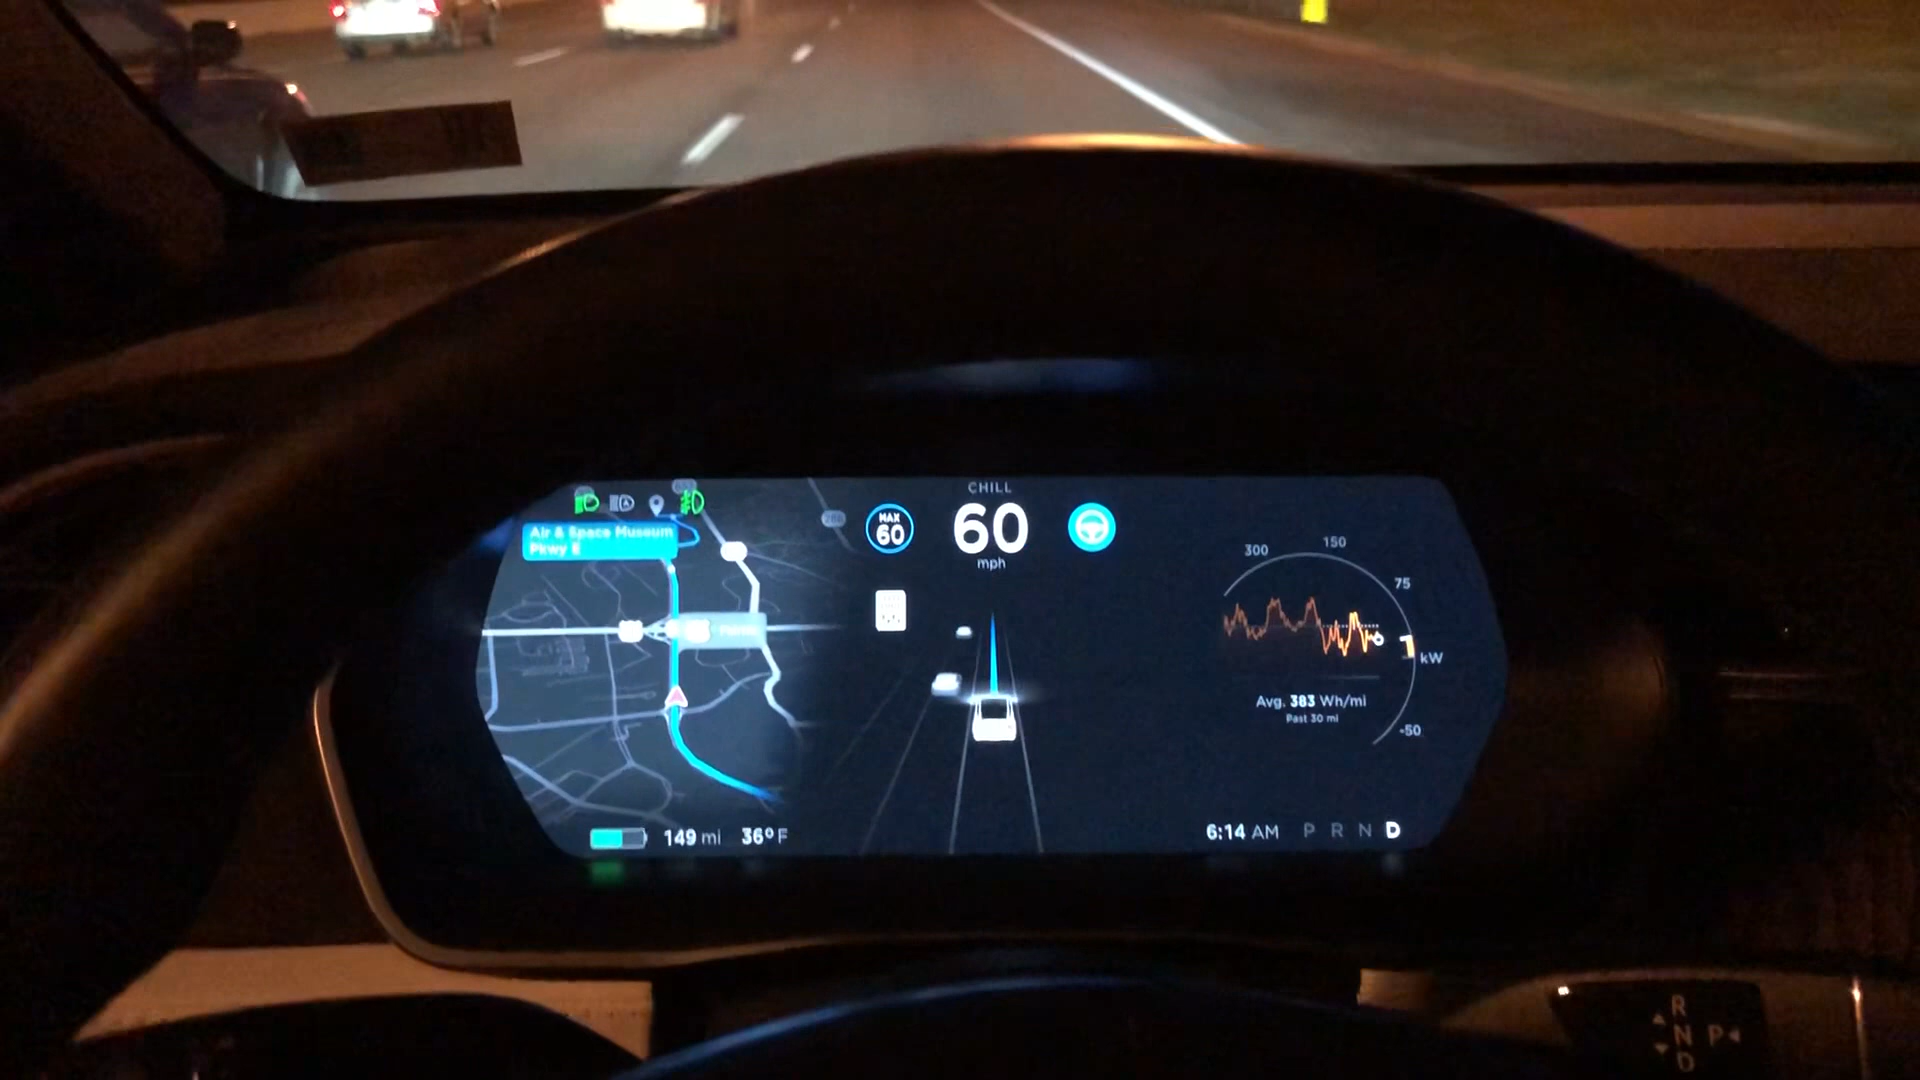 CHILL
MAX
60
60
mph
Air & Space Museum
Pkwy E
300
150
75
kW
-50
Avg. 383 Wh/mi
Past 30 mi
149 mi
36°F
6:14 AM
P R N D
R
N P
D